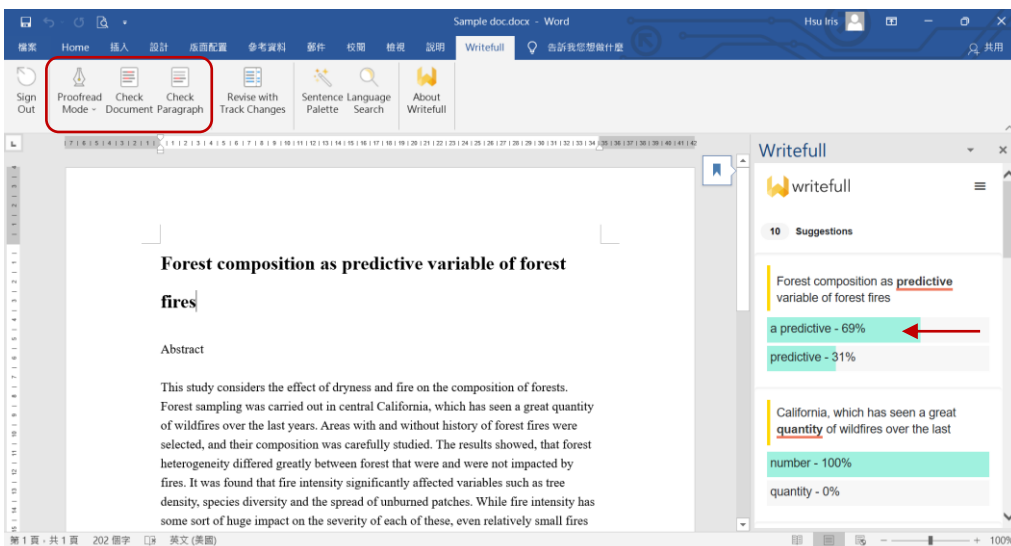 Sample doc.docx - Word
Hsu Iris
檔案 Home 插入 設計 版面配置 參考資料 郵件 校閱 檢視 說明 Writefull 告訴我您想做什麼 共用
Sign Out
Proofread Mode
Check Document
Check Paragraph
Revise with Track Changes
Sentence Palette
Language Search
About Writefull
Forest composition as predictive variable of forest
fires
Abstract
This study considers the effect of dryness and fire on the composition of forests.
Forest sampling was carried out in central California, which has seen a great quantity
of wildfires over the last years. Areas with and without history of forest fires were
selected, and their composition was carefully studied. The results showed, that forest
heterogeneity differed greatly between forest that were and were not impacted by
fires. It was found that fire intensity significantly affected variables such as tree
density, species diversity and the spread of unburned patches. While fire intensity has
some sort of huge impact on the severity of each of these, even relatively small fires
Writefull
writefull
10 Suggestions
Forest composition as predictive
variable of forest fires
a predictive - 69%
predictive - 31%
California, which has seen a great
quantity of wildfires over the last
number - 100%
quantity - 0%
第 1 頁，共 1 頁 202 個字 英文 (美國)
100%